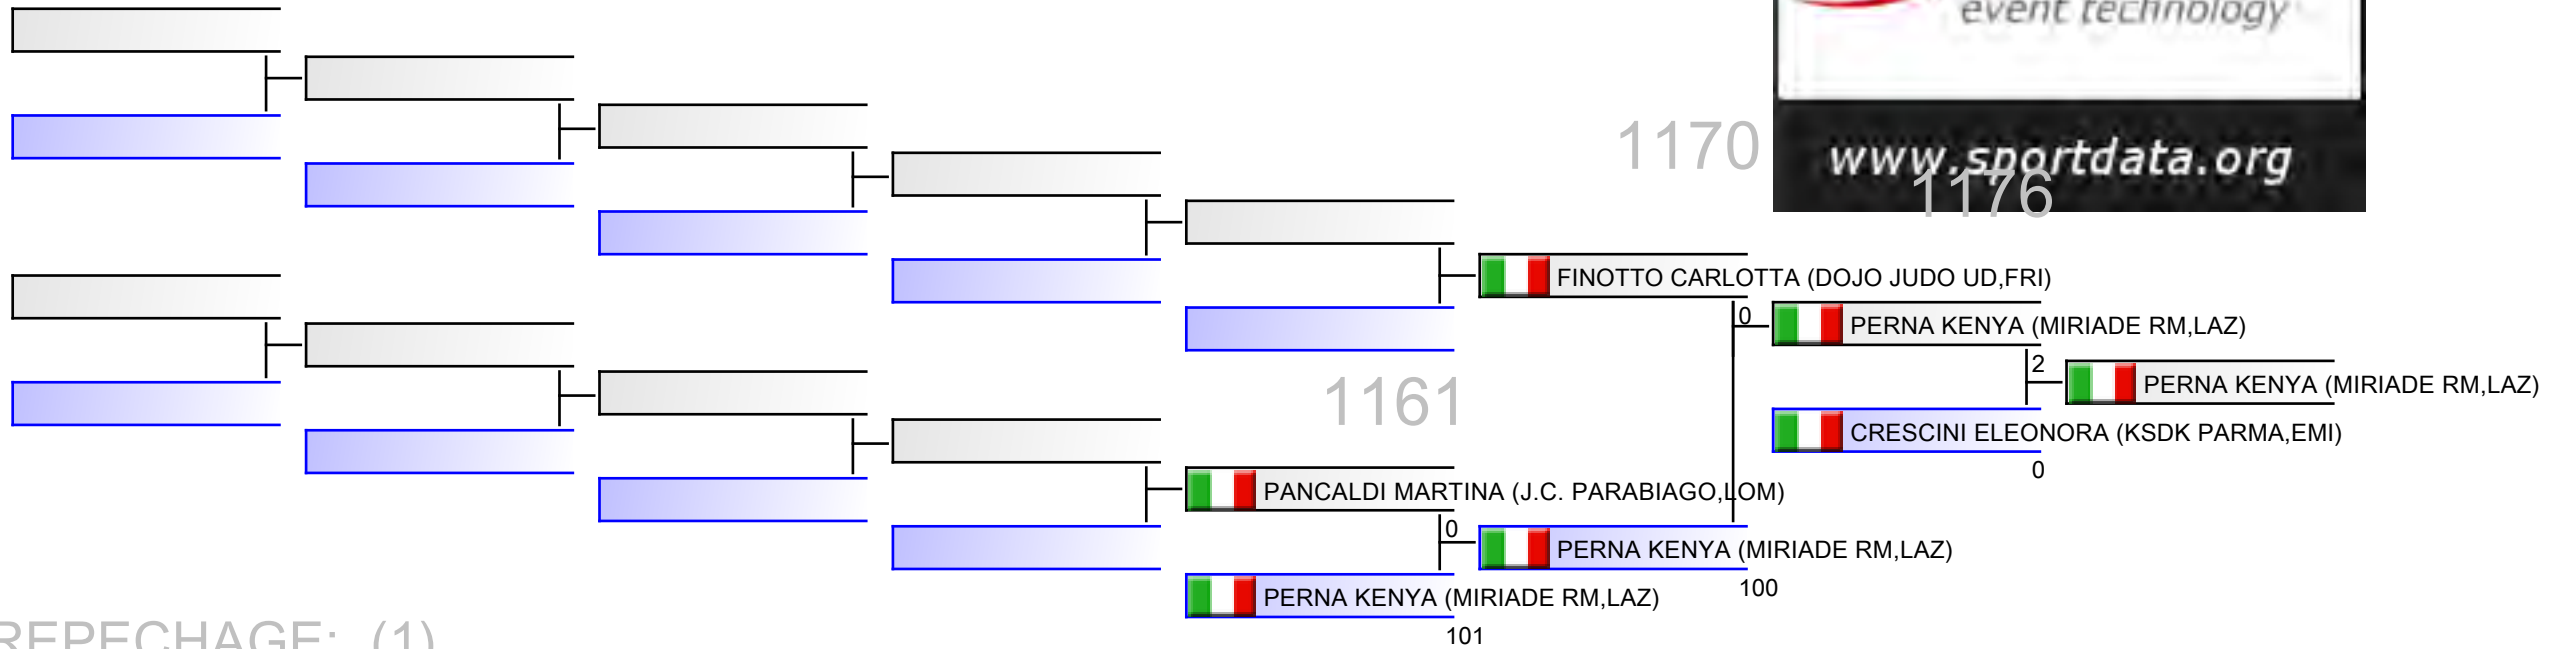 event technology
www.sportdata.org
1170
1176
FINOTTO CARLOTTA (DOJO JUDO UD,FRI)
0
PERNA KENYA (MIRIADE RM,LAZ)
2
PERNA KENYA (MIRIADE RM,LAZ)
1161
CRESCINI ELEONORA (KSDK PARMA,EMI)
0
PANCALDI MARTINA (J.C. PARABIAGO,LOM)
0
PERNA KENYA (MIRIADE RM,LAZ)
100
PERNA KENYA (MIRIADE RM,LAZ)
101
REPECHAGE: (1)